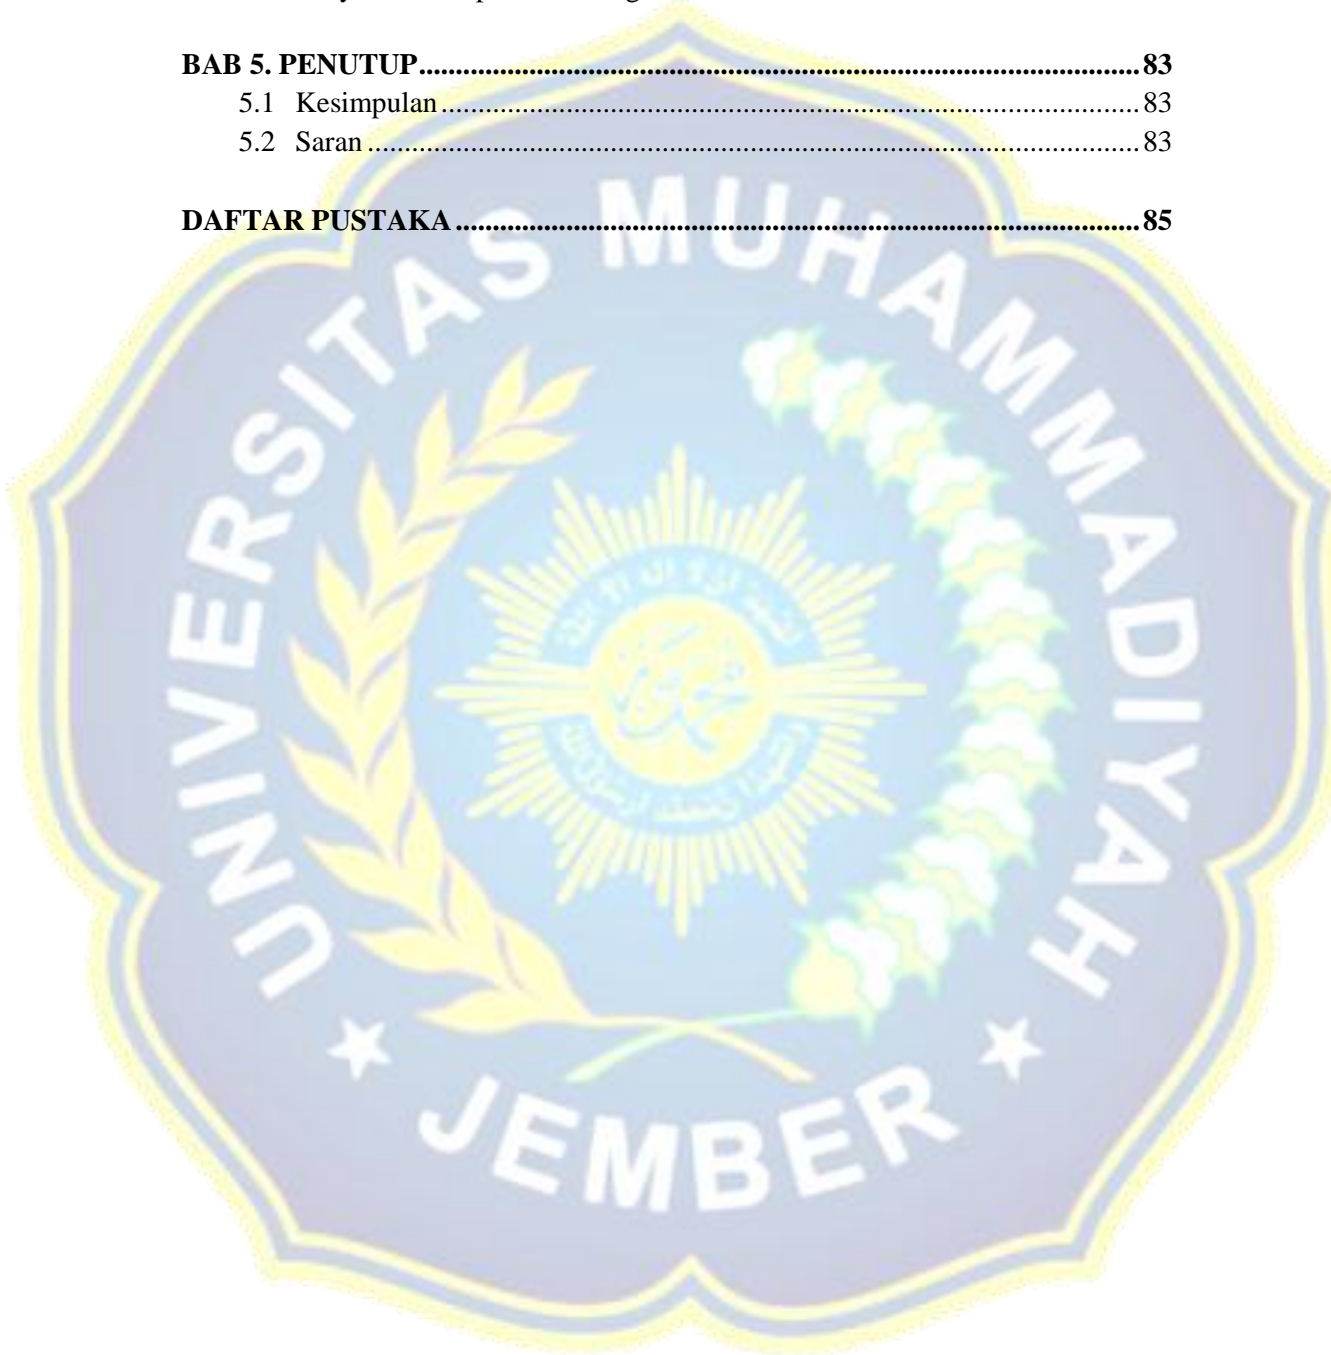 BAB 5. PENUTUP....................................................................................................83
5.1 Kesimpulan.................................................................................................83
5.2 Saran...........................................................................................................83
DAFTAR PUSTAKA...............................................................................................85
UNIVERSITAS MUHAMMADIYAH
JEMBER